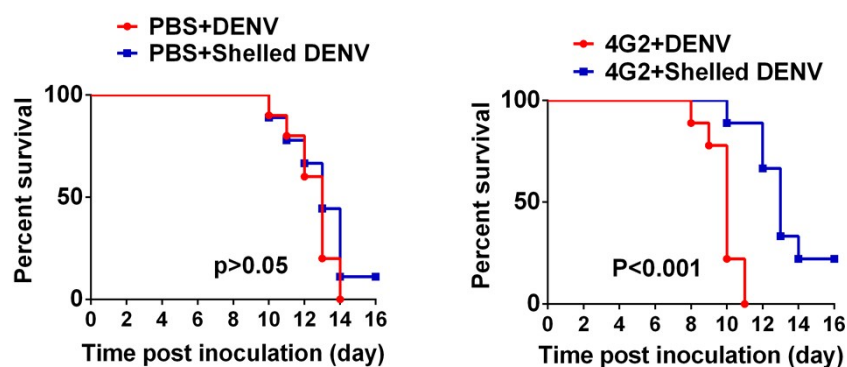 PBS+DENV
PBS+Shelled DENV
Percent survival
100
50
0
p>0.05
0 2 4 6 8 10 12 14 16
Time post inoculation (day)
4G2+DENV
4G2+Shelled DENV
Percent survival
100
50
0
P<0.001
0 2 4 6 8 10 12 14 16
Time post inoculation (day)